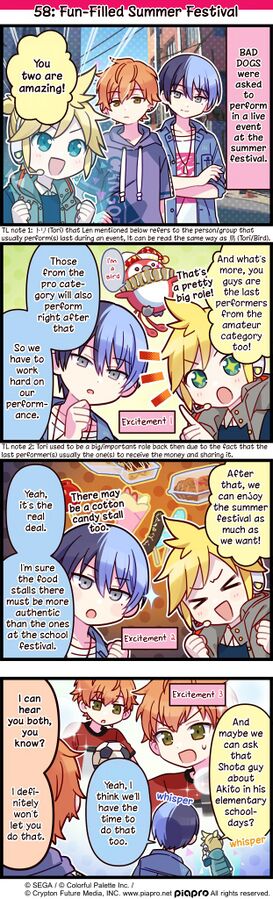 58: Fun-Filled Summer Festival
You
two are
amazing!
BAD
DOGS
were
asked to
perform
in a live
event
at the
summer
festival.
TL note 1: トリ (Tori) that Len mentioned below refers to the person/group that
usually perform(s) last during an event, it can be read the same way as 鳥 (Tori/Bird).
And what's
more, you
guys are
the last
performers
from the
amateur
category
too!
I'm
a
Bird
That's
a pretty
big role!
Those
from the
pro cate-
gory will also
perform
right after
that
So we
have to
work hard
on our
perform-
ance.
Excitement 1
TL note 2: Tori used to be a big/important role back then due to the fact that the
last performer(s) usually the one(s) to receive the money and sharing it.
After
that, we
can enjoy
the summer
festival as
much as
we want!
There may
be a cotton
candy stall
too.
Yeah,
it's the
real
deal.
I'm sure
the food
stalls there
must be more
authentic
than the ones
at the school
festival.
Excitement 2
Excitement 3
And
maybe we
can ask
that
Shota guy
about
Akito in his
elementary
school-
days?
whisper
Yeah, I
think we'll
have the
time to
do that
too.
whisper
I can
hear you
both, you
know?
I defi-
nitely
won't let
you do
that.
© SEGA / © Colorful Palette Inc. /
© Crypton Future Media, INC. www.piapro.net piapro All rights reserved.